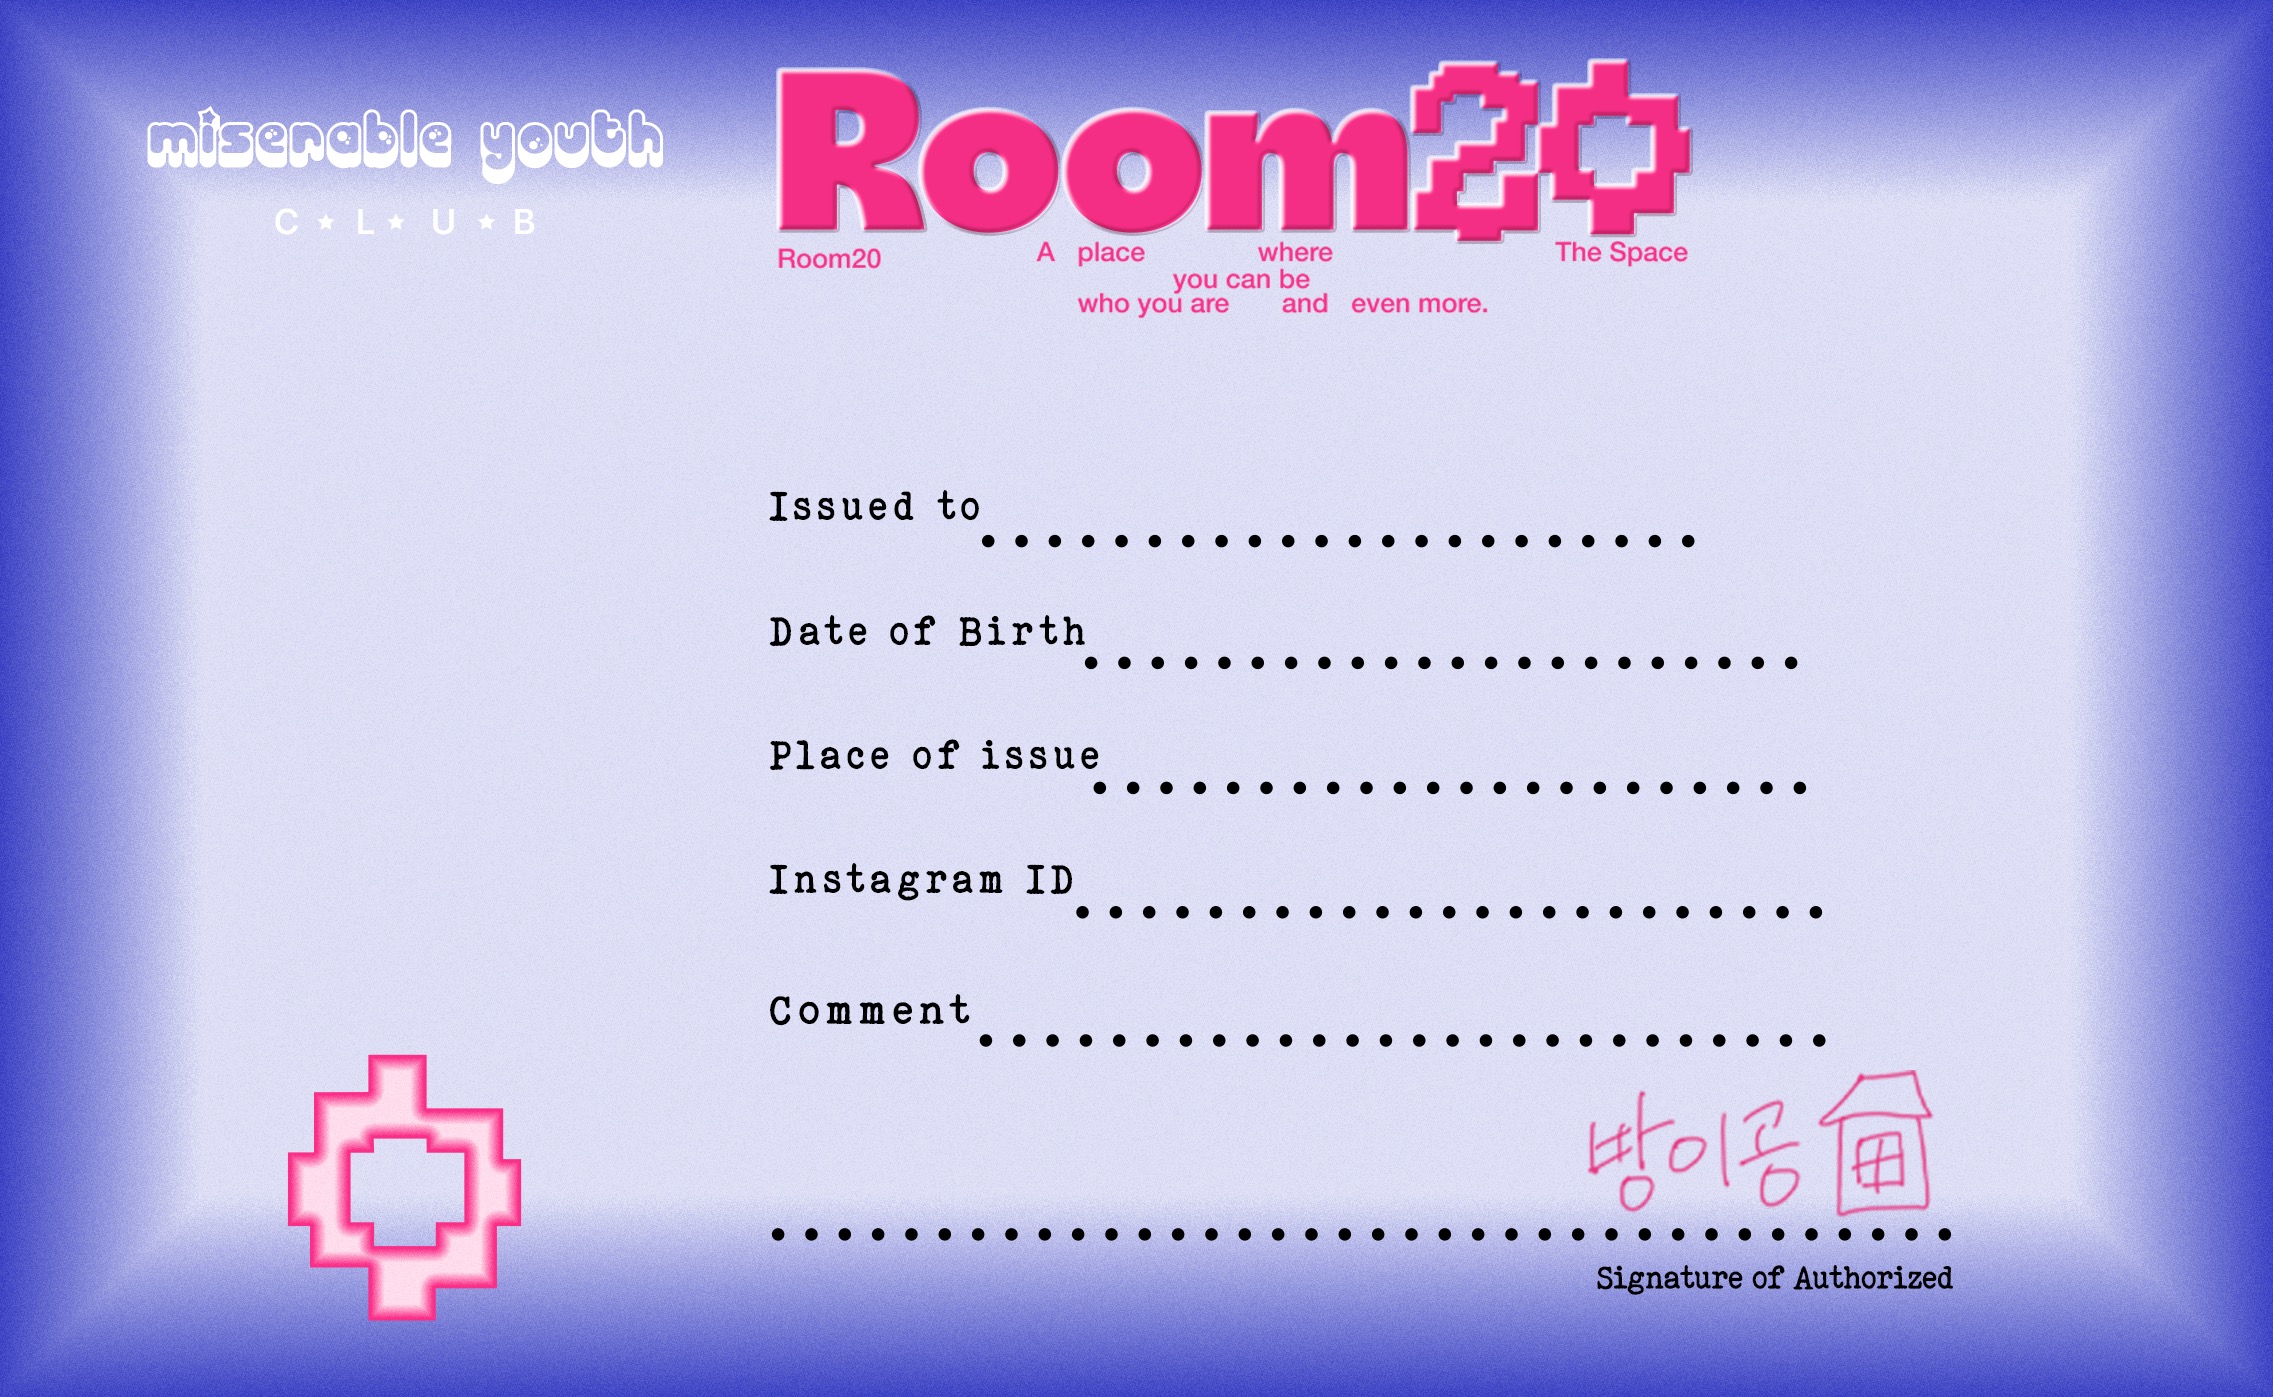 miserable youth
C★L★U★B
Room20
Room20
A place where
The Space
you can be
who you are and even more.
Issued to
Date of Birth
Place of issue
Instagram ID
Comment
방이공
Signature of Authorized